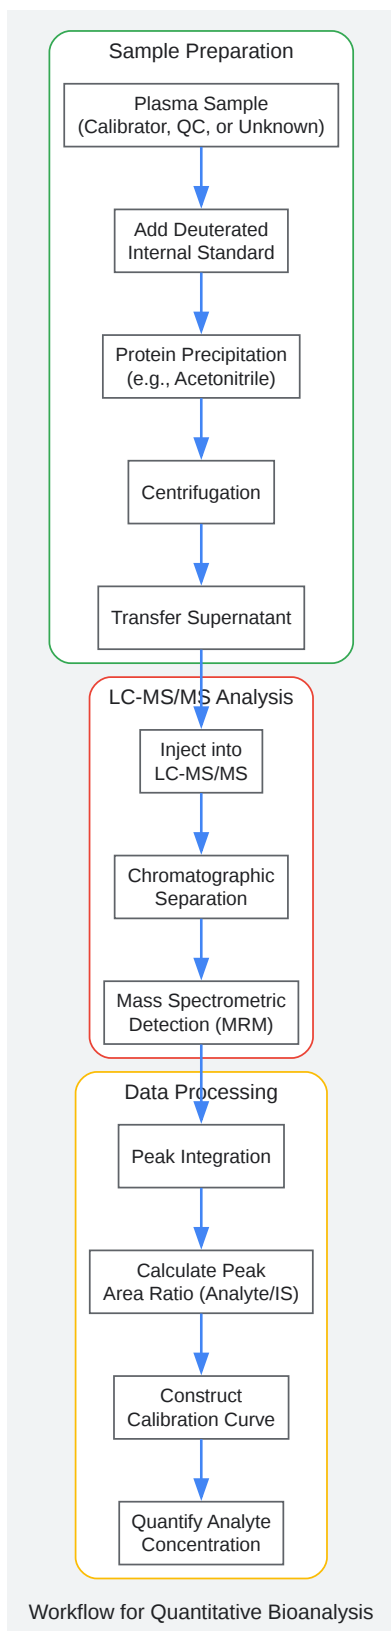 Sample Preparation
Plasma Sample
(Calibrator, QC, or Unknown)
Add Deuterated
Internal Standard
Protein Precipitation
(e.g., Acetonitrile)
Centrifugation
Transfer Supernatant
LC-MS/MS Analysis
Inject into
LC-MS/MS
Chromatographic
Separation
Mass Spectrometric
Detection (MRM)
Data Processing
Peak Integration
Calculate Peak
Area Ratio (Analyte/IS)
Construct
Calibration Curve
Quantify Analyte
Concentration
Workflow for Quantitative Bioanalysis